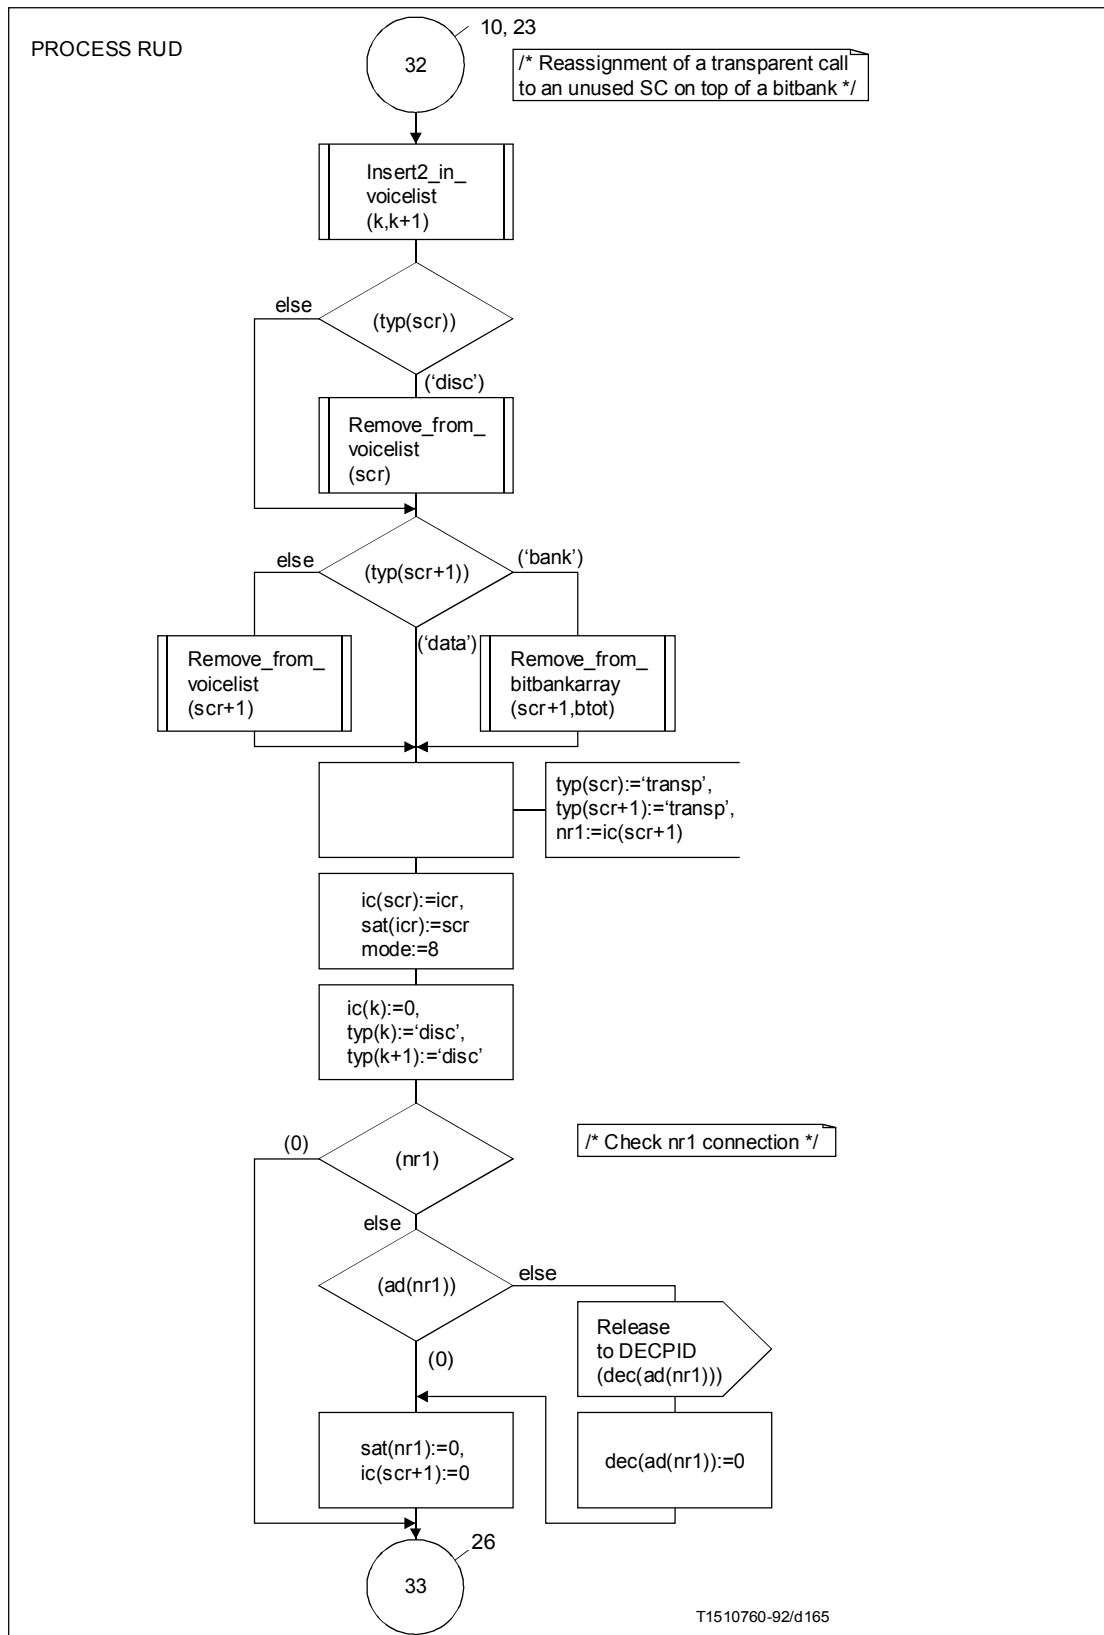 PROCESS RUD
10, 23
32
/* Reassignment of a transparent call
to an unused SC on top of a bitbank */
Insert2_in_
voicelist
(k,k+1)
else
(typ(scr))
(‘disc’)
Remove_from_
voicelist
(scr)
else
(typ(scr+1))
(‘bank’)
(‘data’)
Remove_from_
voicelist
(scr+1)
Remove_from_
bitbankarray
(scr+1,btot)
typ(scr):=‘transp’,
typ(scr+1):=‘transp’,
nr1:=ic(scr+1)
ic(scr):=icr,
sat(icr):=scr
mode:=8
ic(k):=0,
typ(k):=‘disc’,
typ(k+1):=‘disc’
(0)
(nr1)
/* Check nr1 connection */
else
(ad(nr1))
else
(0)
Release
to DECPID
(dec(ad(nr1)))
sat(nr1):=0,
ic(scr+1):=0
dec(ad(nr1)):=0
26
33
T1510760-92/d165